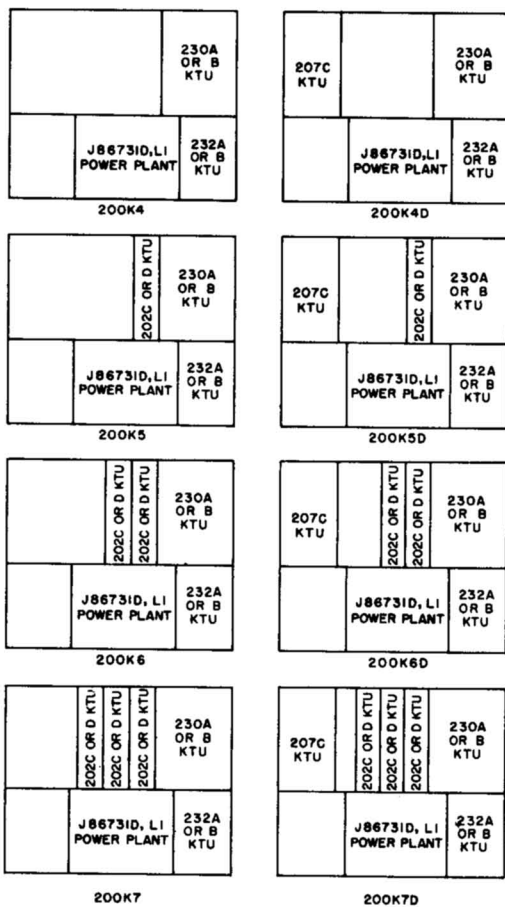 230A
OR B
KTU
J86731D,L1
POWER PLANT
232A
OR B
KTU
200K4
207C
KTU
230A
OR B
KTU
J86731D,L1
POWER PLANT
232A
OR B
KTU
200K4D
202C OR D KTU
230A
OR B
KTU
J86731D,L1
POWER PLANT
232A
OR B
KTU
200K5
207C
KTU
202C OR D KTU
230A
OR B
KTU
J86731D,L1
POWER PLANT
232A
OR B
KTU
200K5D
202C OR D KTU
202C OR D KTU
230A
OR B
KTU
J86731D, L1
POWER PLANT
232A
OR B
KTU
200K6
207C
KTU
202C OR D KTU
202C OR D KTU
230A
OR B
KTU
J86731D, L1
POWER PLANT
232A
OR B
KTU
200K6D
202C OR D KTU
202C OR D KTU
202C OR D KTU
230A
OR B
KTU
J86731D, L1
POWER PLANT
232A
OR B
KTU
200K7
207C
KTU
202C OR D KTU
202C OR D KTU
202C OR D KTU
230A
OR B
KTU
J86731D, L1
POWER PLANT
232A
OR B
KTU
200K7D